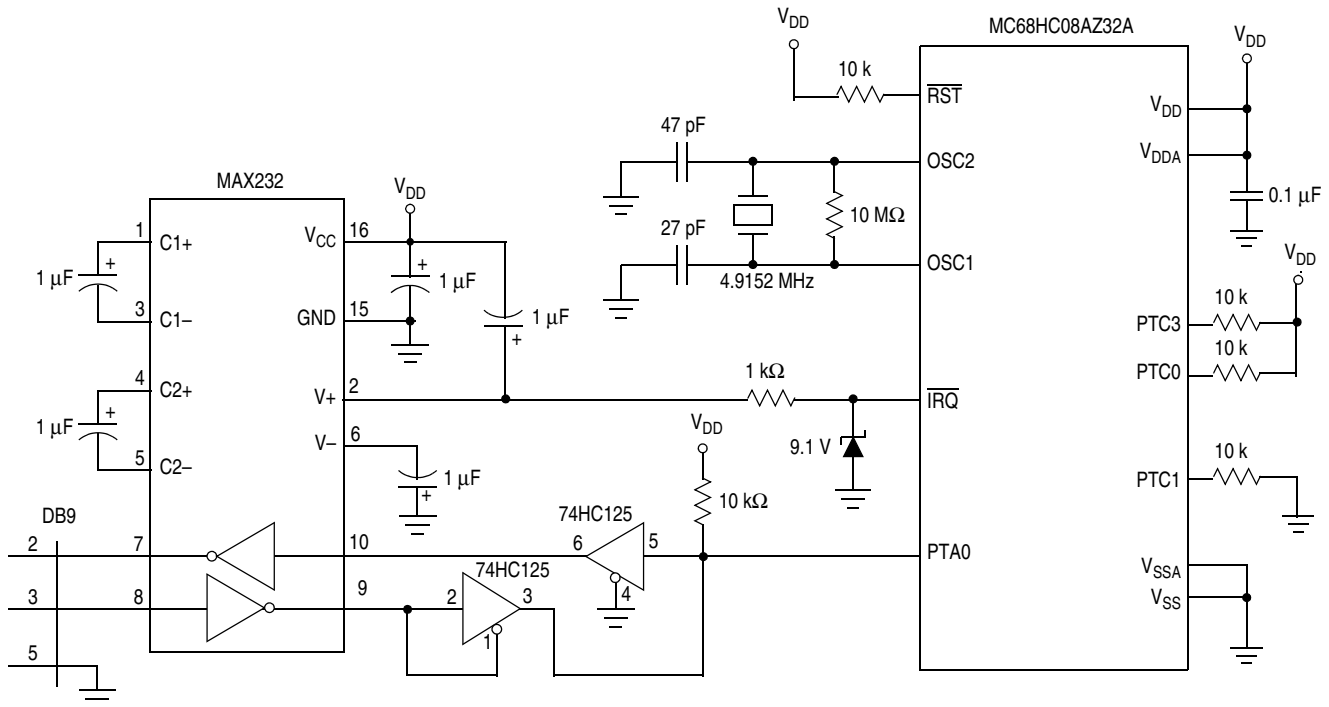 V_DD
MC68HC08AZ32A
V_DD
10 k
RST
V_DD
47 pF
OSC2
V_DDA
MAX232
10 MΩ
0.1 µF
V_DD
27 pF
1
C1+
V_CC
16
OSC1
V_DD
1 µF
+
+
1 µF
4.9152 MHz
10 k
3
C1–
GND
15
1 µF
+
PTC3
10 k
1 kΩ
PTC0
4
C2+
V+
2
IRQ
1 µF
+
V_DD
V–
6
9.1 V
10 k
5
C2–
1 µF
+
10 kΩ
PTC1
DB9
74HC125
2
7
10
6
5
PTA0
4
74HC125
V_SSA
3
8
9
2
3
V_SS
1
5